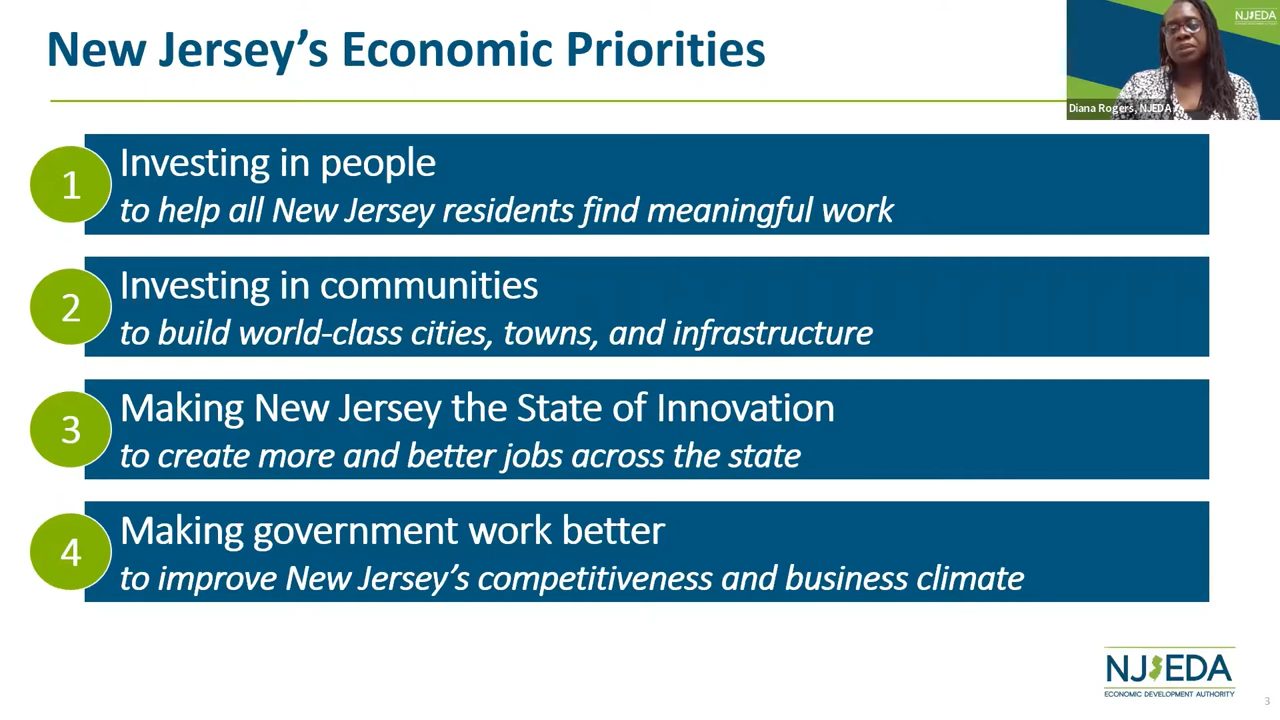 New Jersey's Economic Priorities
NJEDA
Diana Rogers, NJEDA
1
Investing in people
to help all New Jersey residents find meaningful work
2
Investing in communities
to build world-class cities, towns, and infrastructure
3
Making New Jersey the State of Innovation
to create more and better jobs across the state
4
Making government work better
to improve New Jersey's competitiveness and business climate
NJEDA
ECONOMIC DEVELOPMENT AUTHORITY
3